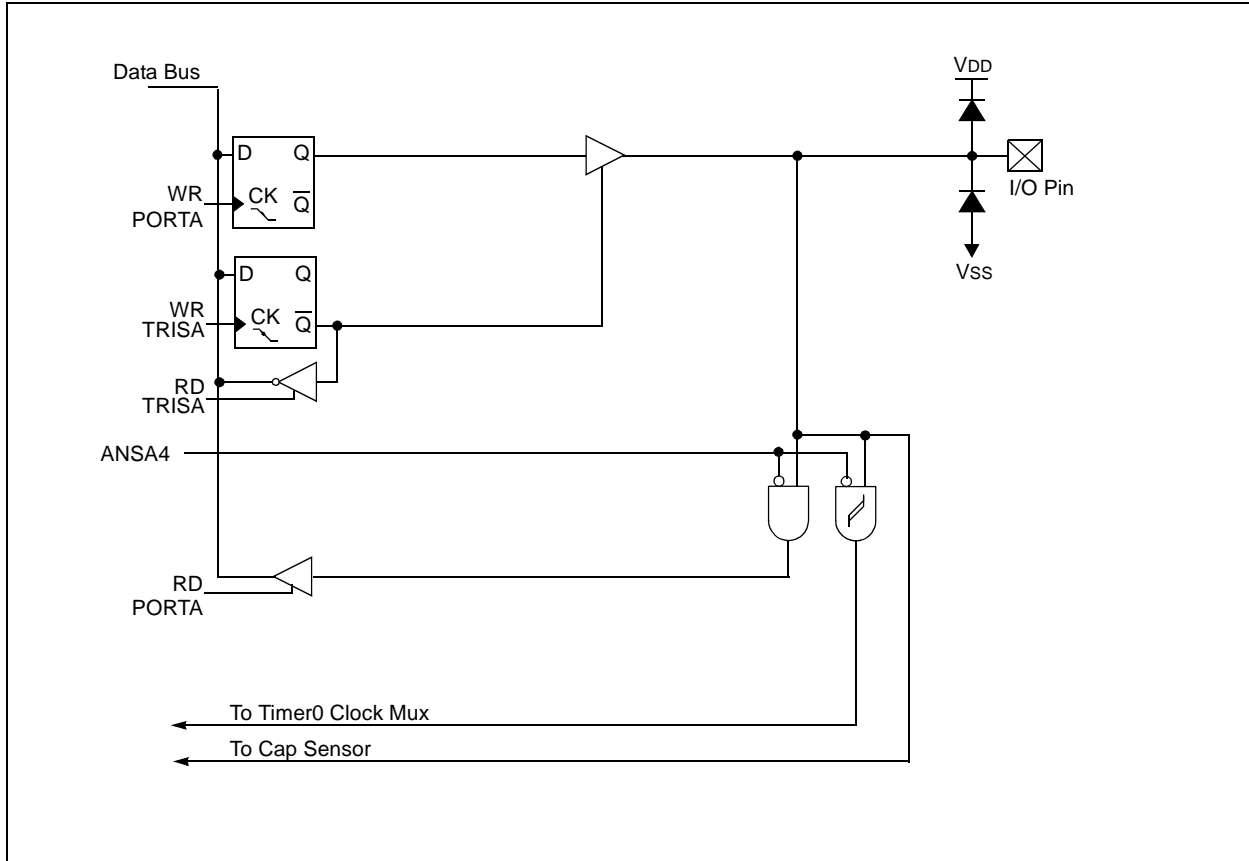 Data Bus
VDD
D Q
I/O Pin
WR
PORTA
CK Q̅
VSS
D Q
WR
TRISA
CK Q̅
RD
TRISA
ANSA4
RD
PORTA
To Timer0 Clock Mux
To Cap Sensor